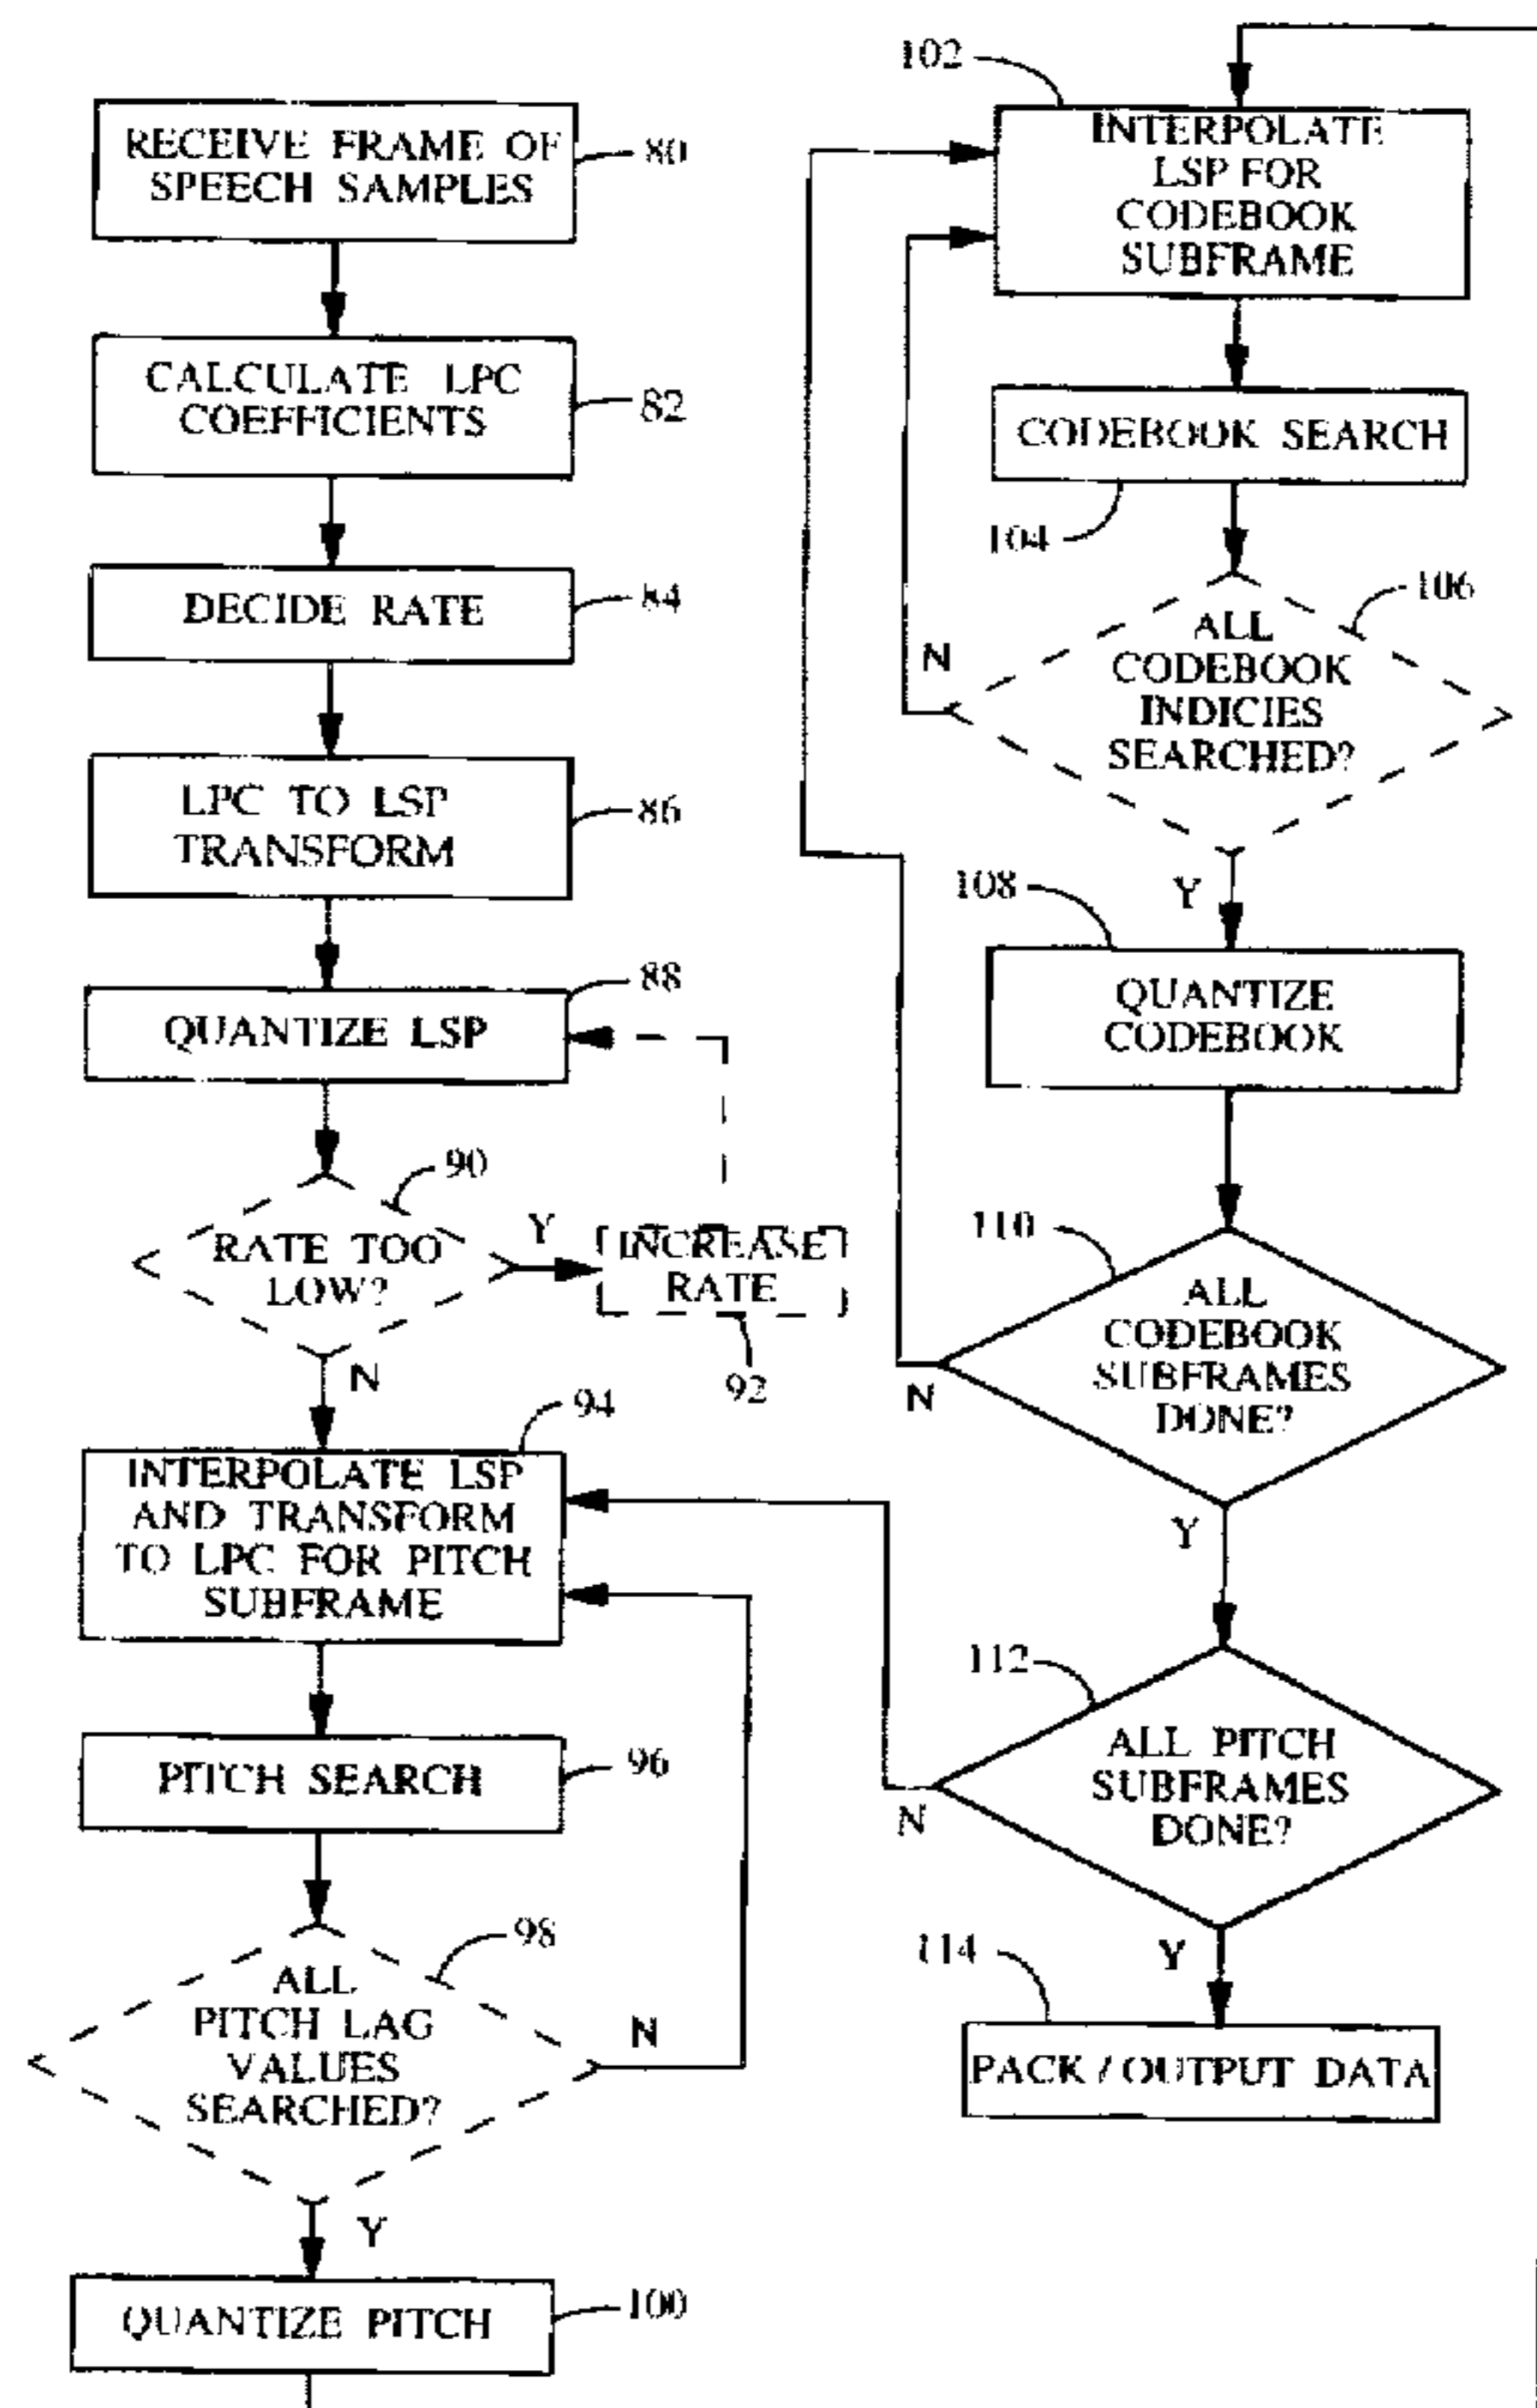 RECEIVE FRAME OF
SPEECH SAMPLES
80
CALCULATE LPC
COEFFICIENTS
82
DECIDE RATE
84
LPC TO LSP
TRANSFORM
86
QUANTIZE LSP
88
90
RATE TOO
LOW?
Y
INCREASE
RATE
92
N
94
INTERPOLATE LSP
AND TRANSFORM
TO LPC FOR PITCH
SUBFRAME
PITCH SEARCH
96
98
ALL
PITCH LAG
VALUES
SEARCHED?
N
Y
QUANTIZE PITCH
100
102
INTERPOLATE
LSP FOR
CODEBOOK
SUBFRAME
CODEBOOK SEARCH
104
106
ALL
CODEBOOK
INDICIES
SEARCHED?
N
Y
108
QUANTIZE
CODEBOOK
110
ALL
CODEBOOK
SUBFRAMES
DONE?
N
Y
112
ALL PITCH
SUBFRAMES
DONE?
N
Y
114
PACK / OUTPUT DATA